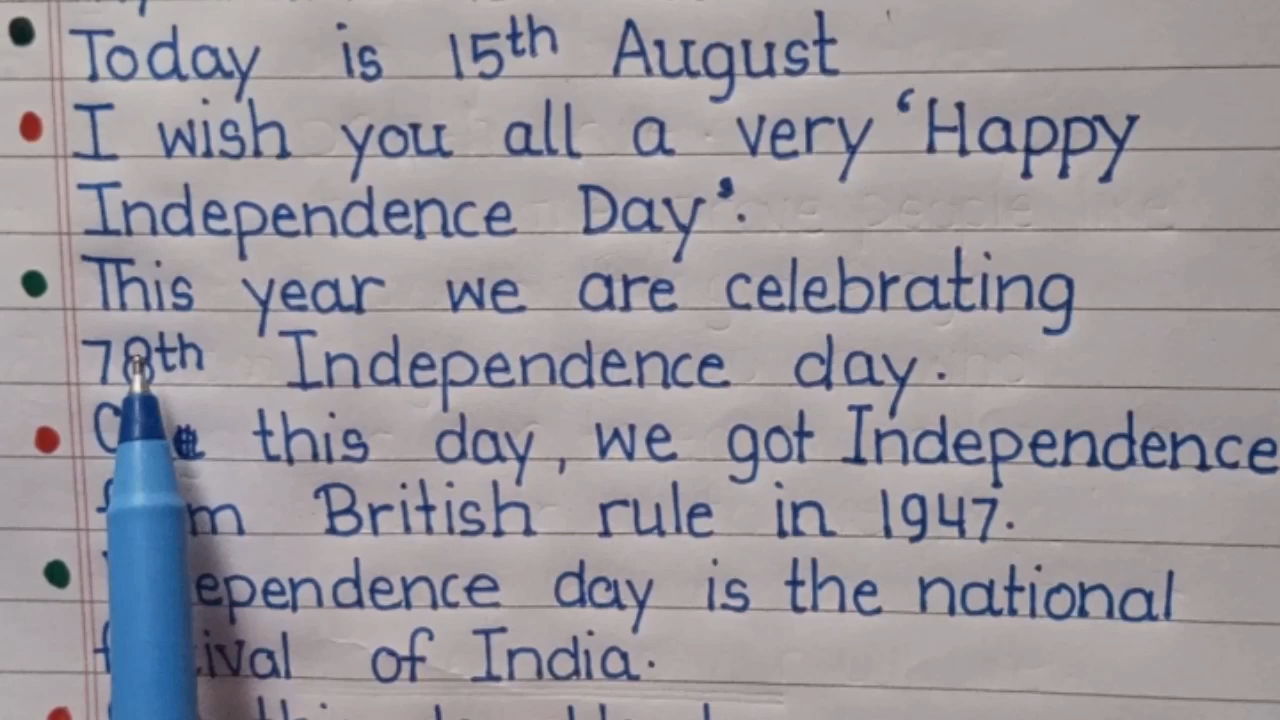 Today is 15th August
I wish you all a very ‘Happy
Independence Day’.
This year we are celebrating
78th Independence day.
this day, we got Independence
British rule in 1947.
day is the national
of India.